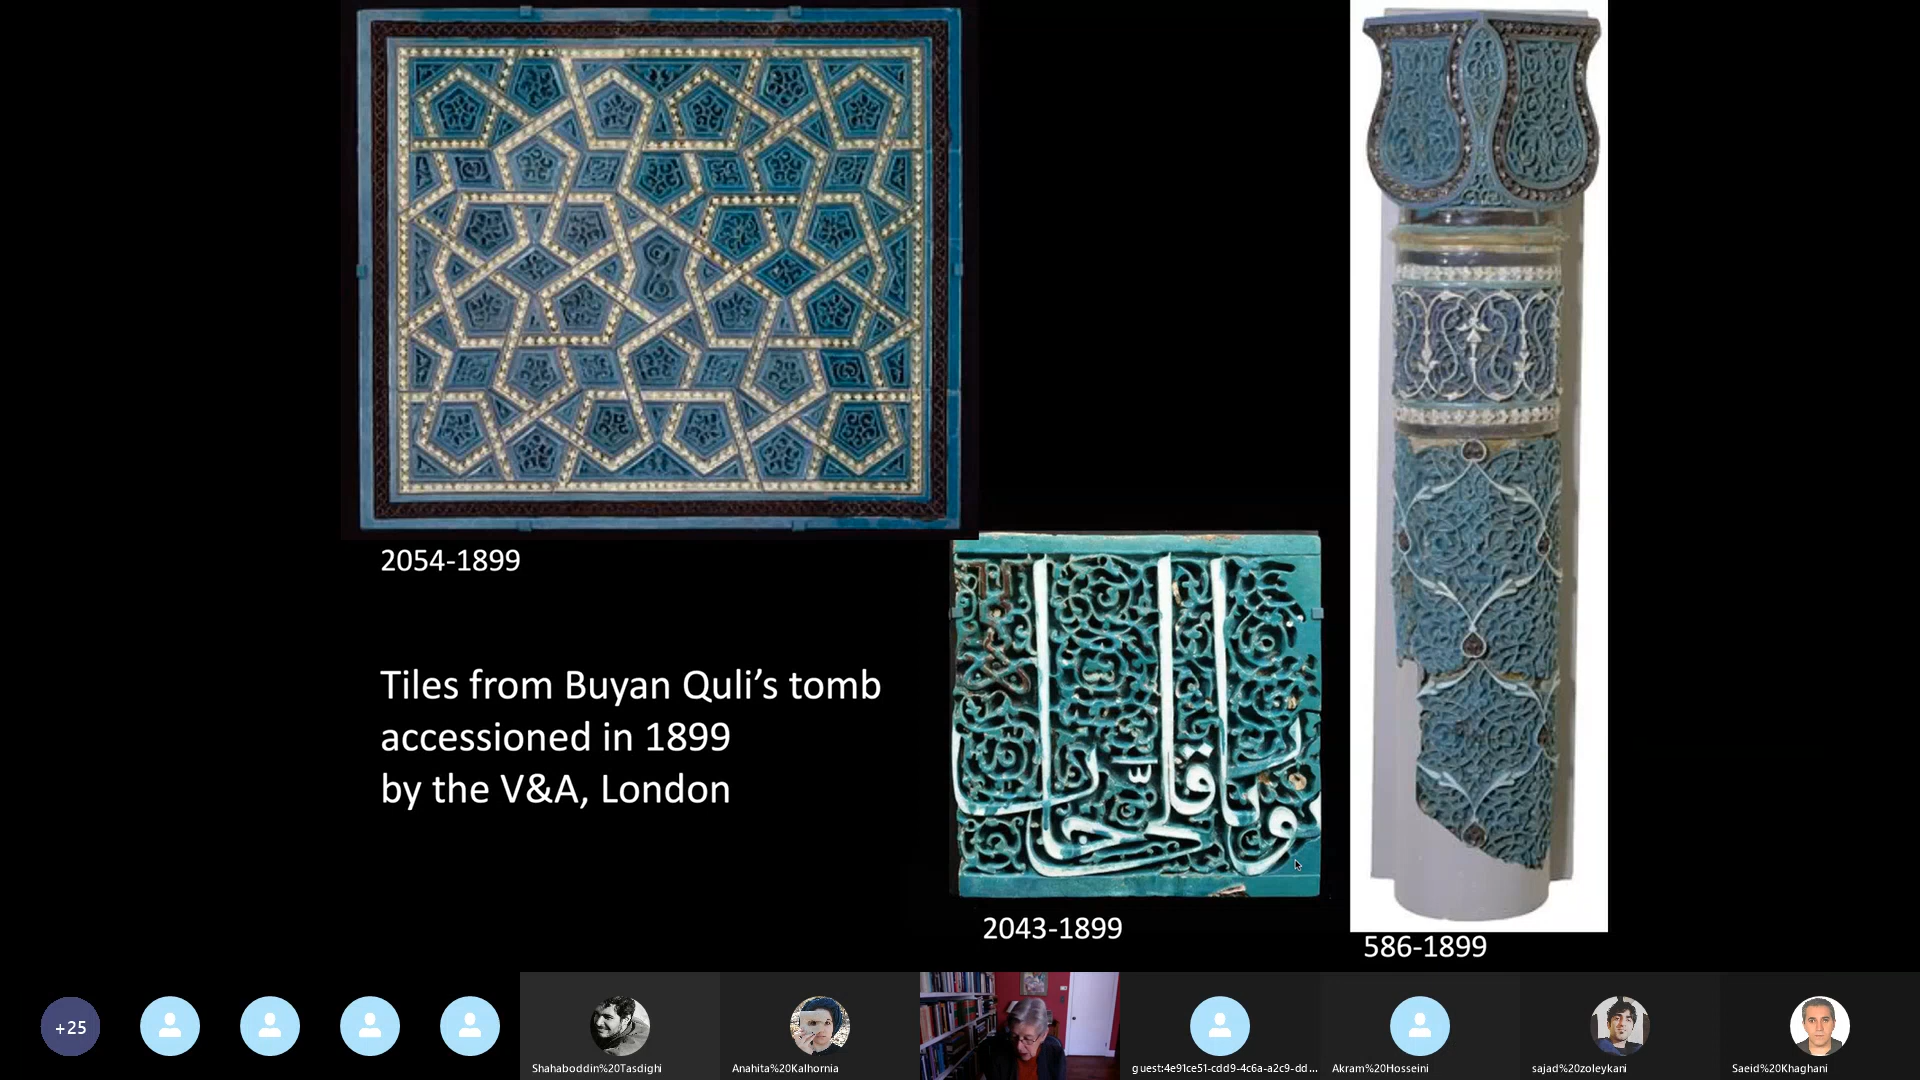 2054-1899
Tiles from Buyan Quli’s tomb
accessioned in 1899
by the V&A, London
2043-1899
586-1899
+25
Shahaboddin%20Tasdighi
Anahita%20Kalhornia
guest:4e91ce51-cdd9-4c6a-a2c9-dd...
Akram%20Hosseini
sajad%20zoleykani
Saeid%20Khaghani